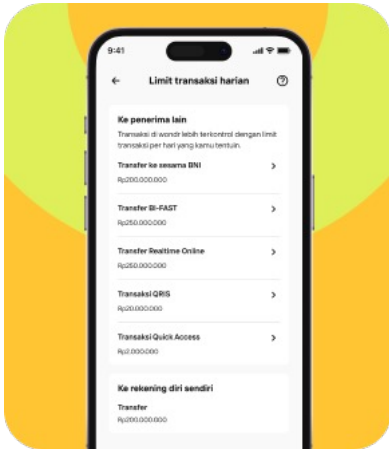 9:41
Limit transaksi harian
Ke penerima lain
Transaksi di wondr lebih terkontrol dengan limit
transaksi per hari yang kamu tentuin.
Transfer ke sesama BNI
Rp200.000.000
Transfer BI-FAST
Rp250.000.000
Transfer Realtime Online
Rp250.000.000
Transaksi QRIS
Rp20.000.000
Transaksi Quick Access
Rp2.000.000
Ke rekening diri sendiri
Transfer
Rp200.000.000